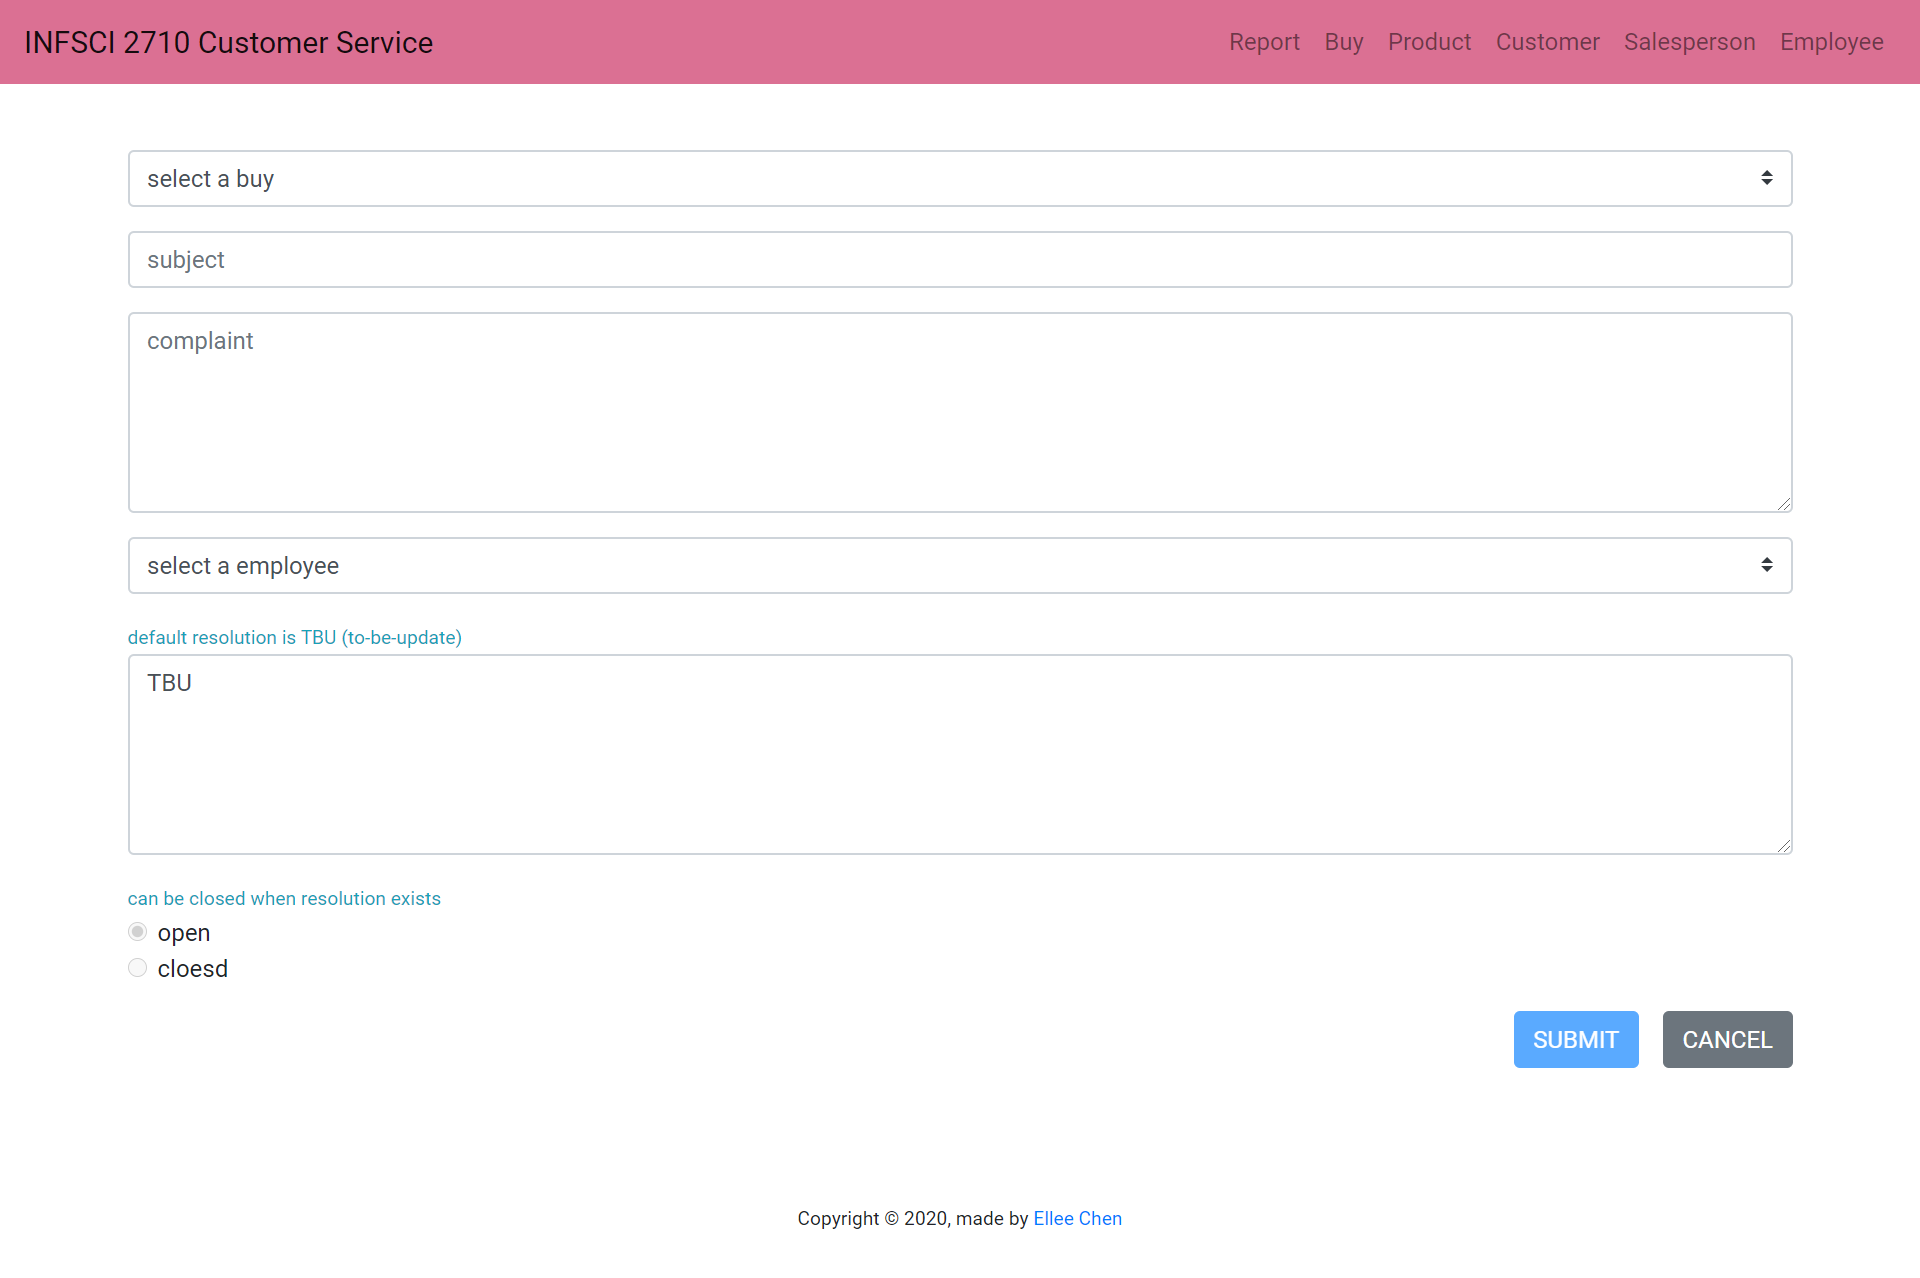 INFSCI 2710 Customer Service
Report Buy Product Customer Salesperson Employee
select a buy
subject
complaint
select a employee
default resolution is TBU (to-be-update)
TBU
can be closed when resolution exists
open
cloesd
SUBMIT CANCEL
Copyright © 2020, made by Ellee Chen